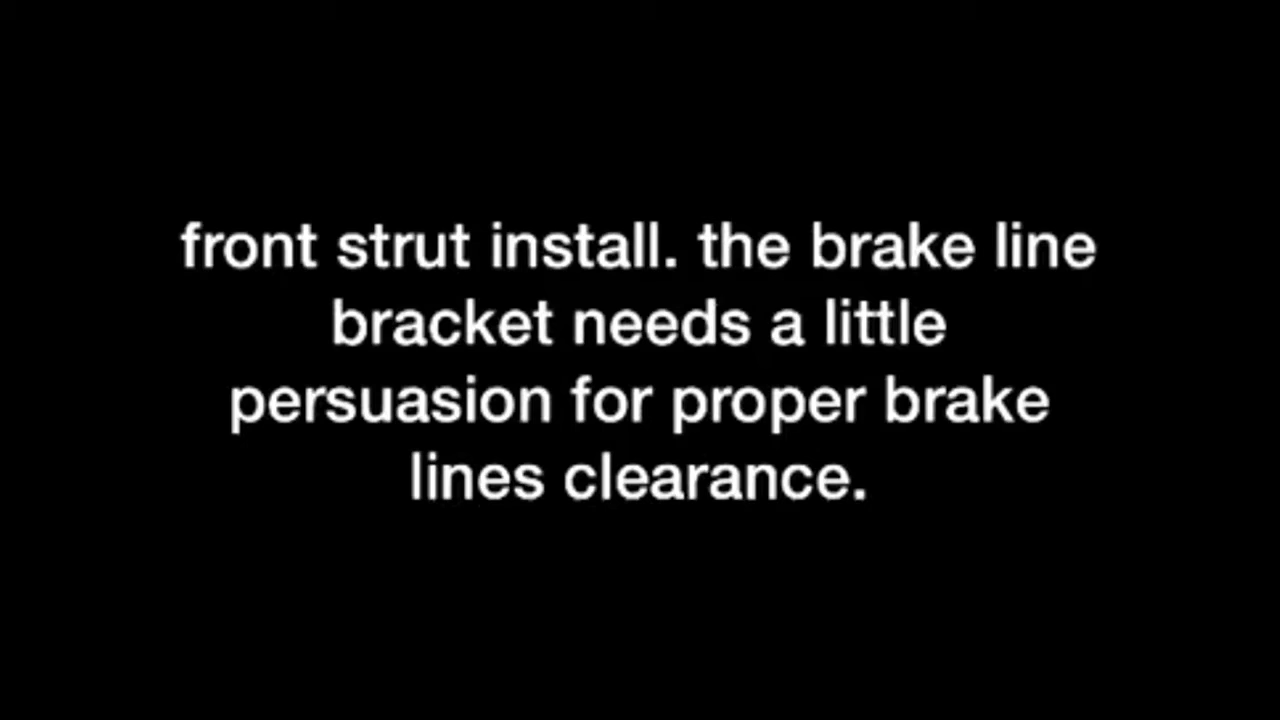 front strut install. the brake line
bracket needs a little
persuasion for proper brake
lines clearance.